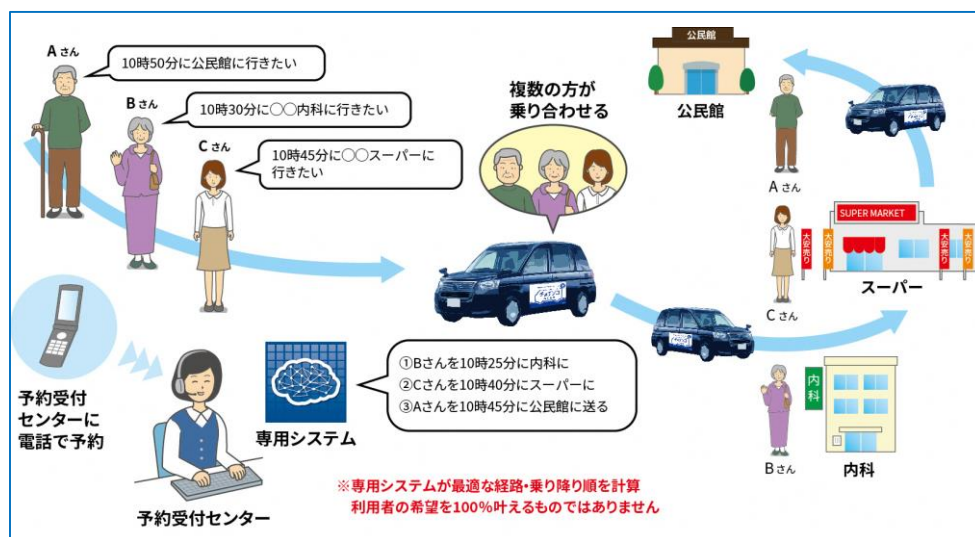 Aさん
10時50分に公民館に行きたい
Bさん
10時30分に○○内科に行きたい
Cさん
10時45分に○○スーパーに
行きたい
複数の方が
乗り合わせる
公民館
公民館
Aさん
SUPER MARKET
大安売り
大安売り
大安売り
大安売り
スーパー
Cさん
予約受付
センターに
電話で予約
専用システム
①Bさんを10時25分に内科に
②Cさんを10時40分にスーパーに
③Aさんを10時45分に公民館に送る
内科
Bさん
内科
予約受付センター
※専用システムが最適な経路・乗り降り順を計算
利用者の希望を100%叶えるものではありません